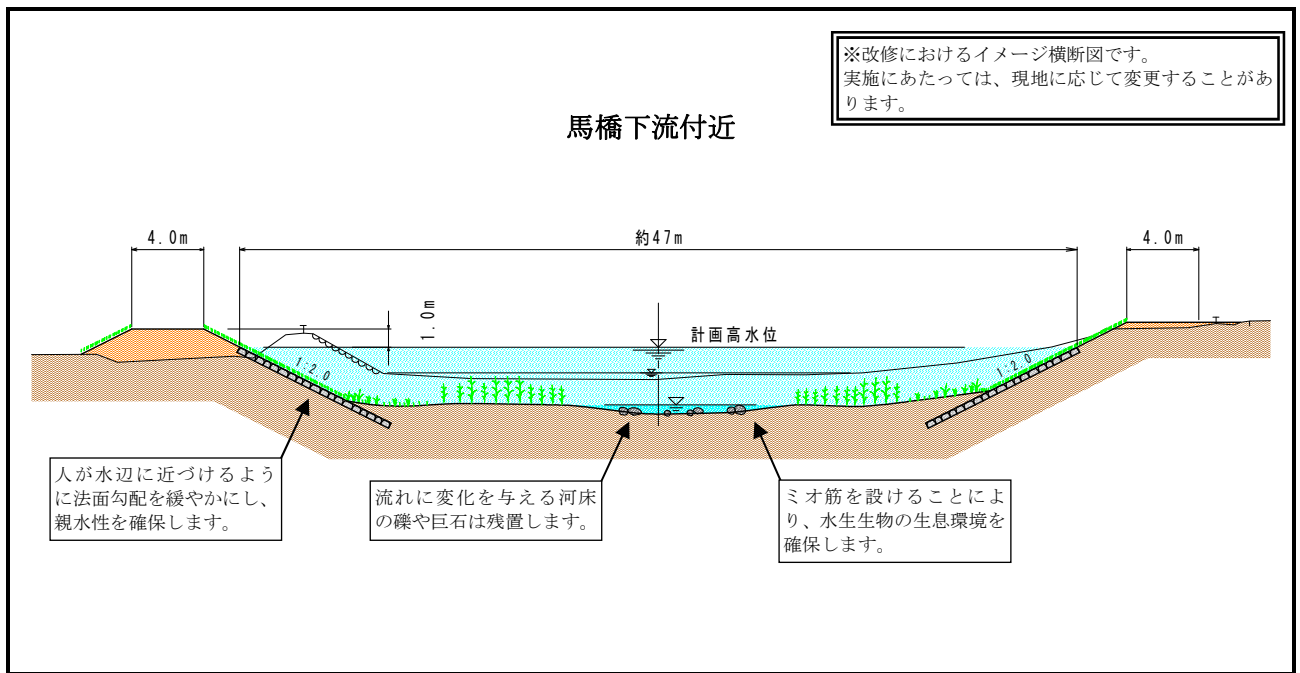 ※改修におけるイメージ横断図です。
実施にあたっては、現地に応じて変更することがあ
ります。
馬橋下流付近
4.0m
約47m
4.0m
1.0m
計画高水位
1:2.0
1:2.0
人が水辺に近づけるよう
に法面勾配を緩やかにし、
親水性を確保します。
流れに変化を与える河床
の礫や巨石は残置します。
ミオ筋を設けることによ
り、水生生物の生息環境を
確保します。